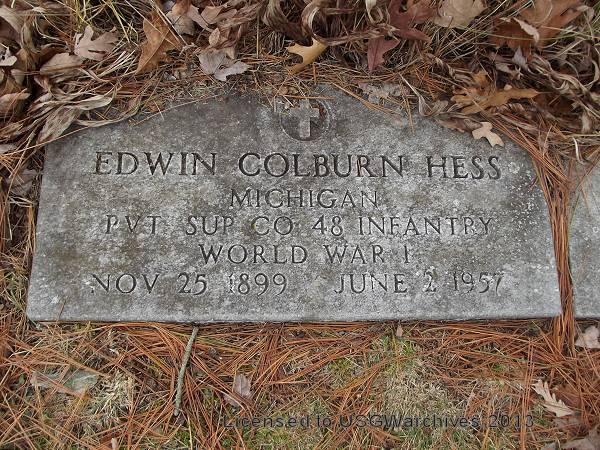 EDWIN COLBURN HESS
MICHIGAN
PVT SUP CO 48 INFANTRY
WORLD WAR I
NOV 25 1899 JUNE 2 1957
Licensed To USGWarchives 2013